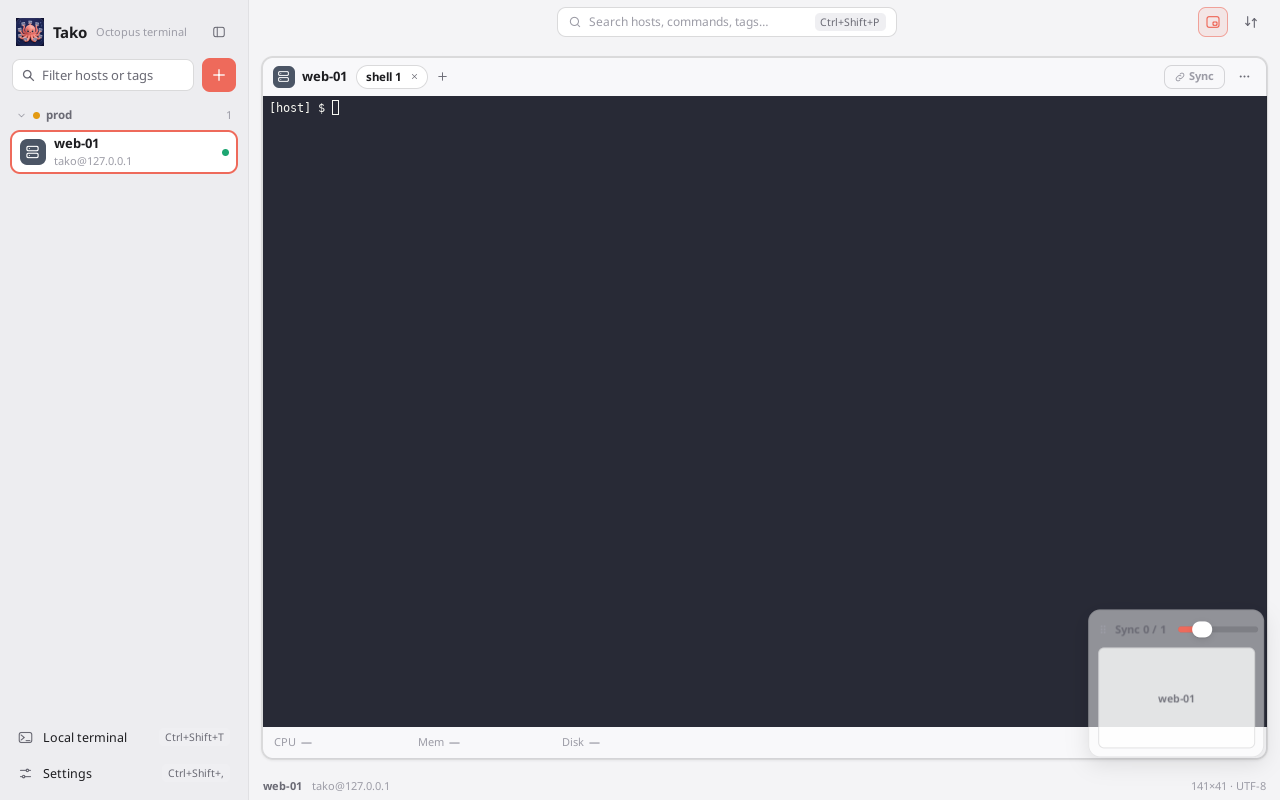 Tako Octopus terminal
Search hosts, commands, tags... Ctrl+Shift+P
Filter hosts or tags
prod 1
web-01
tako@127.0.0.1
web-01 shell 1 × + Sync ...
[host] $
Sync 0 / 1
web-01
CPU — Mem — Disk —
Local terminal Ctrl+Shift+T
Settings Ctrl+Shift+,
web-01 tako@127.0.0.1 141×41 · UTF-8